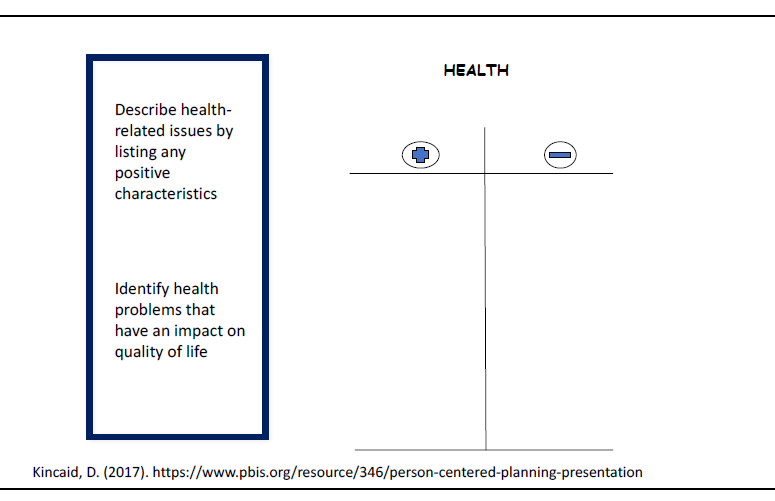 HEALTH
Describe health-
related issues by
listing any
positive
characteristics
Identify health
problems that
have an impact on
quality of life
Kincaid, D. (2017). https://www.pbis.org/resource/346/person-centered-planning-presentation